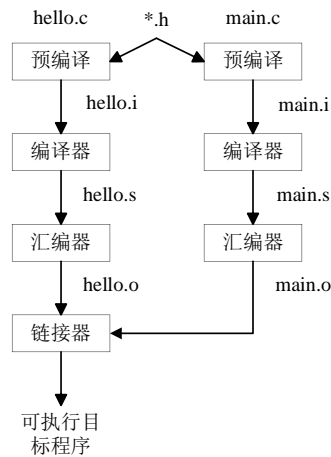 hello.c *.h main.c
预编译 预编译
hello.i main.i
编译器 编译器
hello.s main.s
汇编器 汇编器
hello.o main.o
链接器
可执行目
标程序